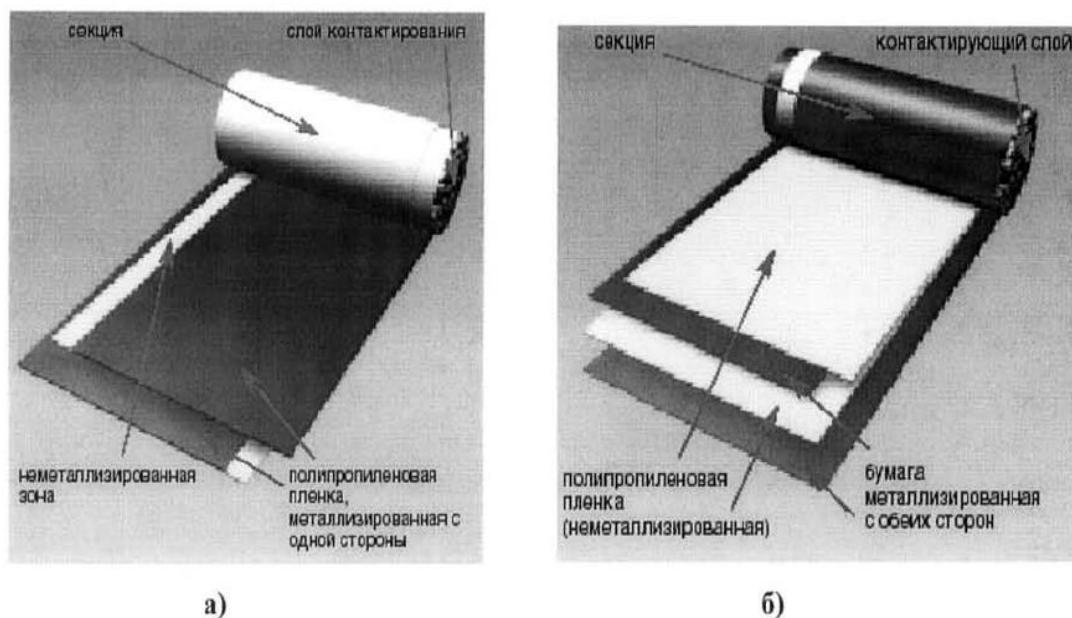 секция
слой контактирования
неметаллизированная
зона
полипропиленовая
пленка,
металлизированная с
одной стороны
а)
секция
контактирующий слой
полипропиленовая
пленка
(неметаллизированная)
бумага
металлизированная
с обеих сторон
б)